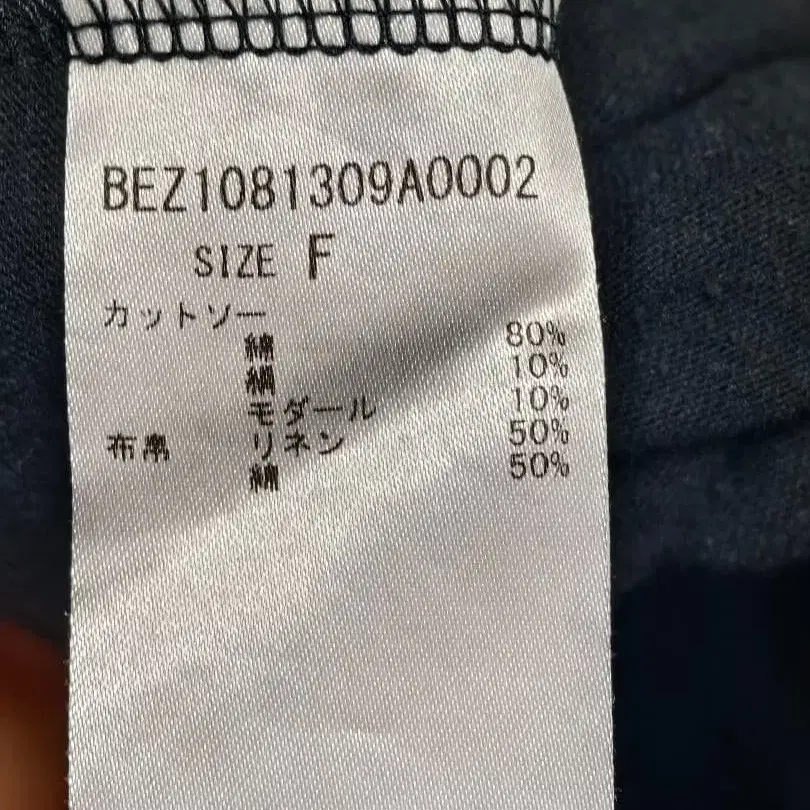 BEZ1081309A0002
SIZE F
カットソー
綿 80%
絹 10%
モダール 10%
布帛 リネン 50%
綿 50%